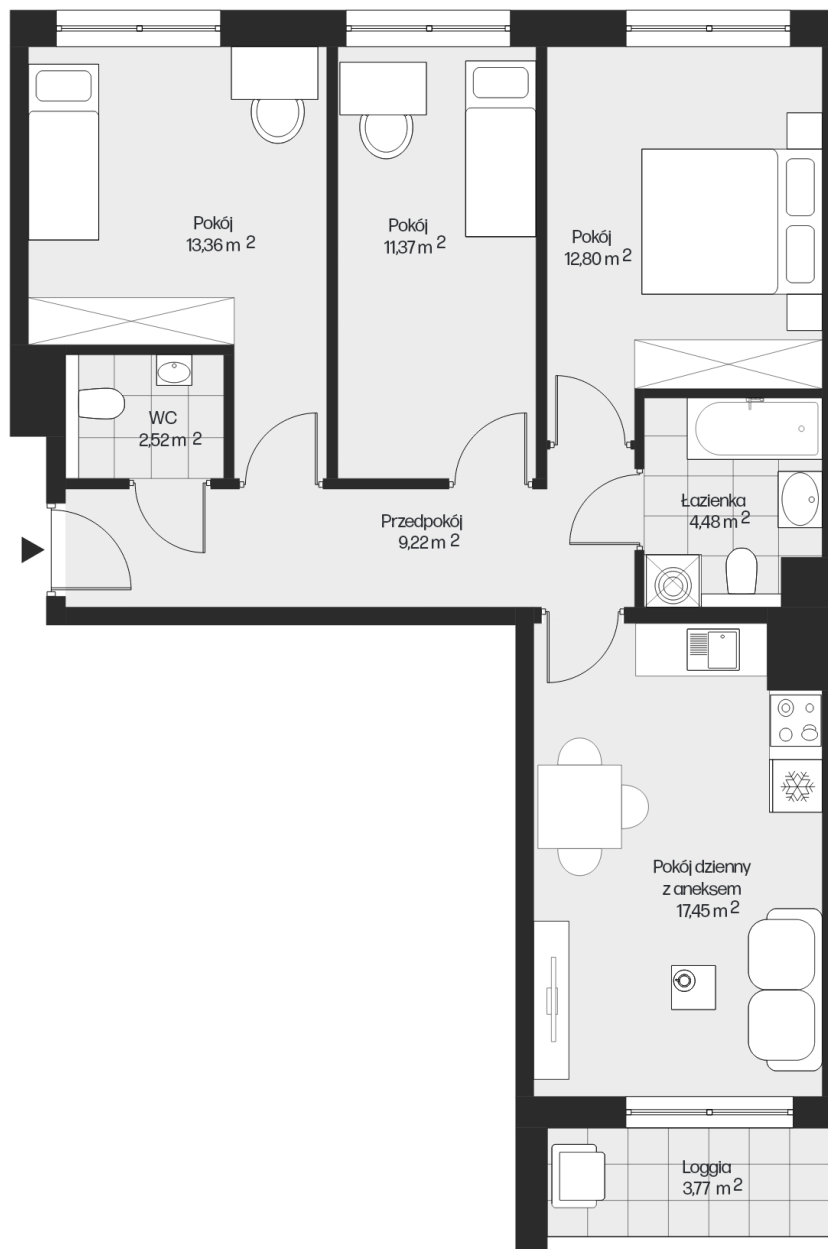 Pokój
13,36 m 2
Pokój
11,37 m 2
Pokój
12,80 m 2
WC
2,52 m 2
Przedpokój
9,22 m 2
Łazienka
4,48 m 2
Pokój dzienny
z aneksem
17,45 m 2
Loggia
3,77 m 2